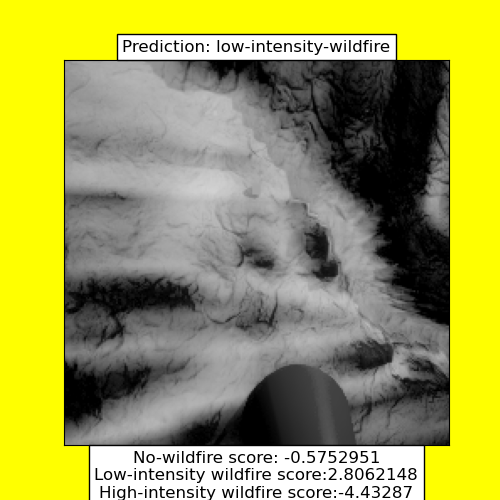 Prediction: low-intensity-wildfire
No-wildfire score: -0.5752951
Low-intensity wildfire score:2.8062148
High-intensity wildfire score:-4.43287